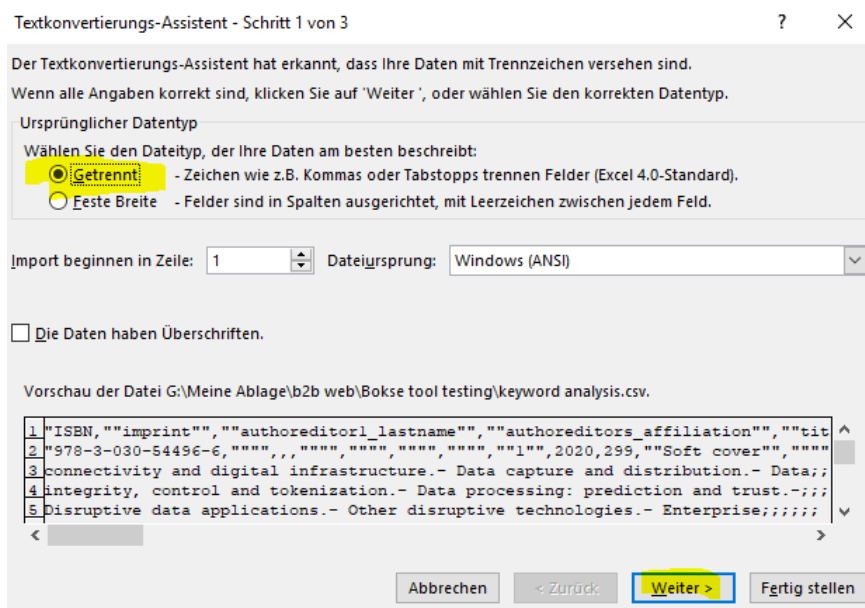 Textkonvertierungs-Assistent - Schritt 1 von 3
Der Textkonvertierungs-Assistent hat erkannt, dass Ihre Daten mit Trennzeichen versehen sind.
Wenn alle Angaben korrekt sind, klicken Sie auf 'Weiter ', oder wählen Sie den korrekten Datentyp.
Ursprünglicher Datentyp
Wählen Sie den Dateityp, der Ihre Daten am besten beschreibt:
Getrennt - Zeichen wie z.B. Kommas oder Tabstopps trennen Felder (Excel 4.0-Standard).
Feste Breite - Felder sind in Spalten ausgerichtet, mit Leerzeichen zwischen jedem Feld.
Import beginnen in Zeile: 1 Dateiursprung: Windows (ANSI)
Die Daten haben Überschriften.
Vorschau der Datei G:\Meine Ablage\b2b web\Bokse tool testing\keyword analysis.csv.
1 "ISBN,""imprint"",""authoreditor1_lastname"",""authoreditors_affiliation"",""tit
2 "978-3-030-54496-6,"""",,,"""","""","""","""",""1"",2020,299,""Soft cover"",""""
3 connectivity and digital infrastructure.- Data capture and distribution.- Data;;
4 integrity, control and tokenization.- Data processing: prediction and trust.-;;;
5 Disruptive data applications.- Other disruptive technologies.- Enterprise;;;;;;
Abbrechen < Zurück Weiter > Fertig stellen